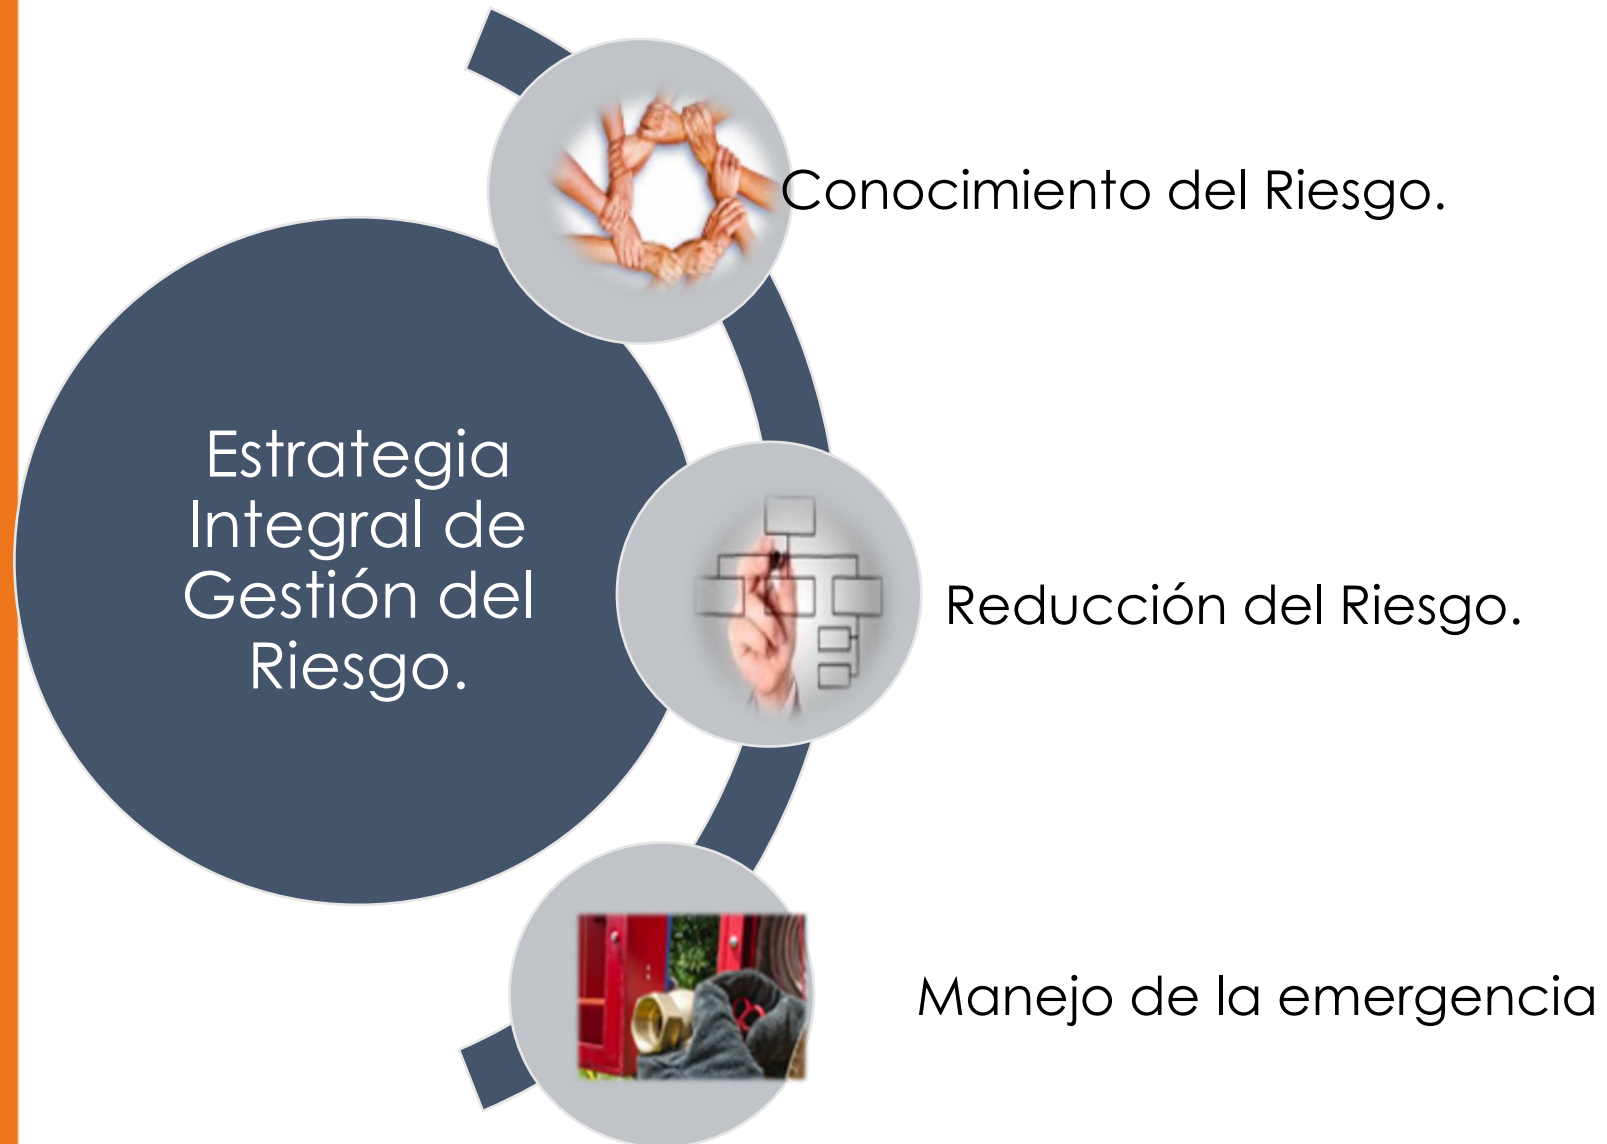 Conocimiento del Riesgo.
Estrategia
Integral de
Gestión del
Riesgo.
Reducción del Riesgo.
Manejo de la emergencia